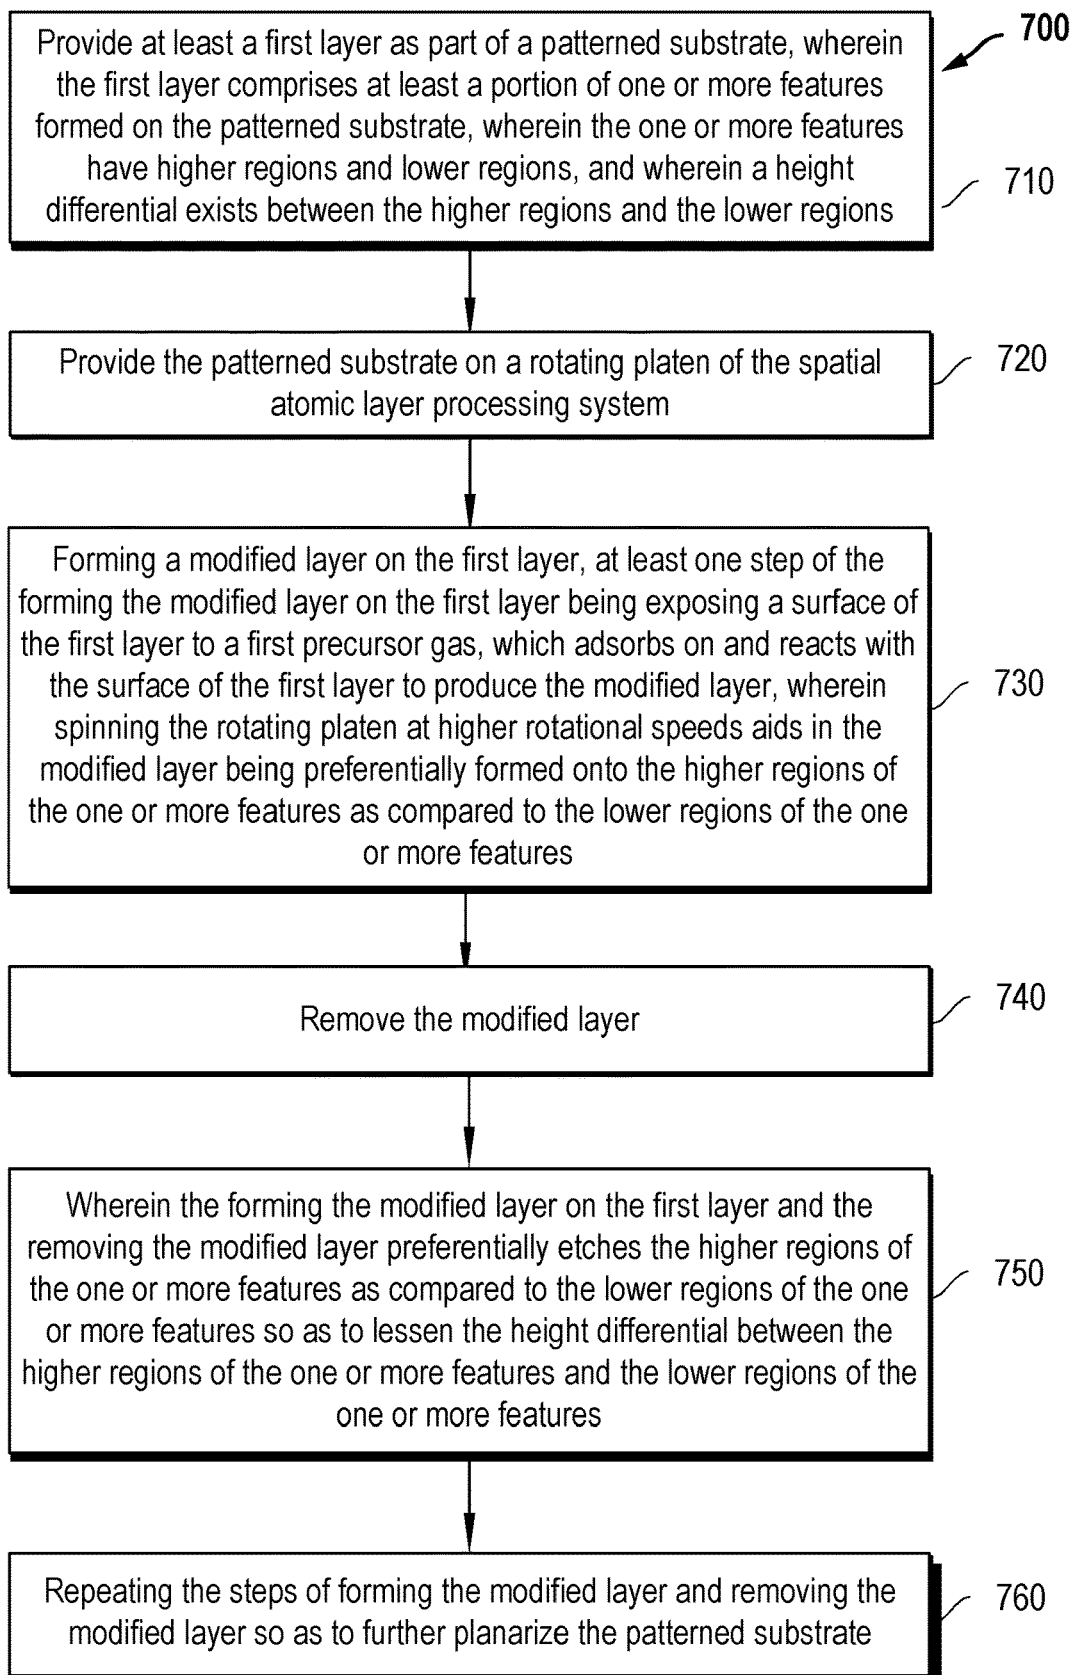 700
Provide at least a first layer as part of a patterned substrate, wherein
the first layer comprises at least a portion of one or more features
formed on the patterned substrate, wherein the one or more features
have higher regions and lower regions, and wherein a height
differential exists between the higher regions and the lower regions
710
Provide the patterned substrate on a rotating platen of the spatial
atomic layer processing system
720
Forming a modified layer on the first layer, at least one step of the
forming the modified layer on the first layer being exposing a surface of
the first layer to a first precursor gas, which adsorbs on and reacts with
the surface of the first layer to produce the modified layer, wherein
spinning the rotating platen at higher rotational speeds aids in the
modified layer being preferentially formed onto the higher regions of
the one or more features as compared to the lower regions of the one
or more features
730
Remove the modified layer
740
Wherein the forming the modified layer on the first layer and the
removing the modified layer preferentially etches the higher regions of
the one or more features as compared to the lower regions of the one
or more features so as to lessen the height differential between the
higher regions of the one or more features and the lower regions of the
one or more features
750
Repeating the steps of forming the modified layer and removing the
modified layer so as to further planarize the patterned substrate
760